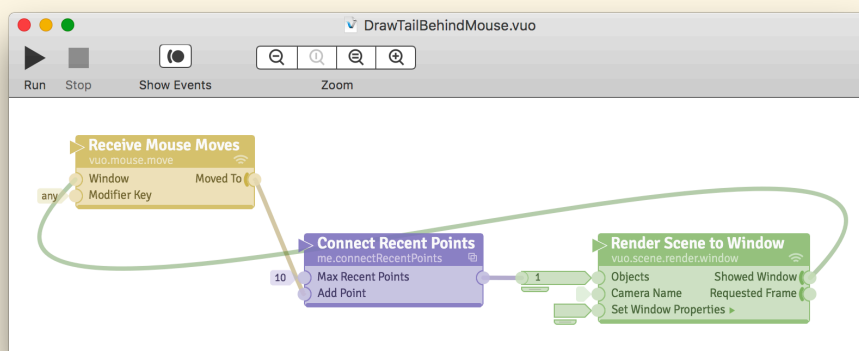 DrawTailBehindMouse.vuo
Run
Stop
Show Events
Zoom
Receive Mouse Moves
vuo.mouse.move
Window
Moved To
any
Modifier Key
Connect Recent Points
me.connectRecentPoints
10
Max Recent Points
Add Point
Render Scene to Window
vuo.scene.render.window
1
Objects
Showed Window
Camera Name
Requested Frame
Set Window Properties ▸